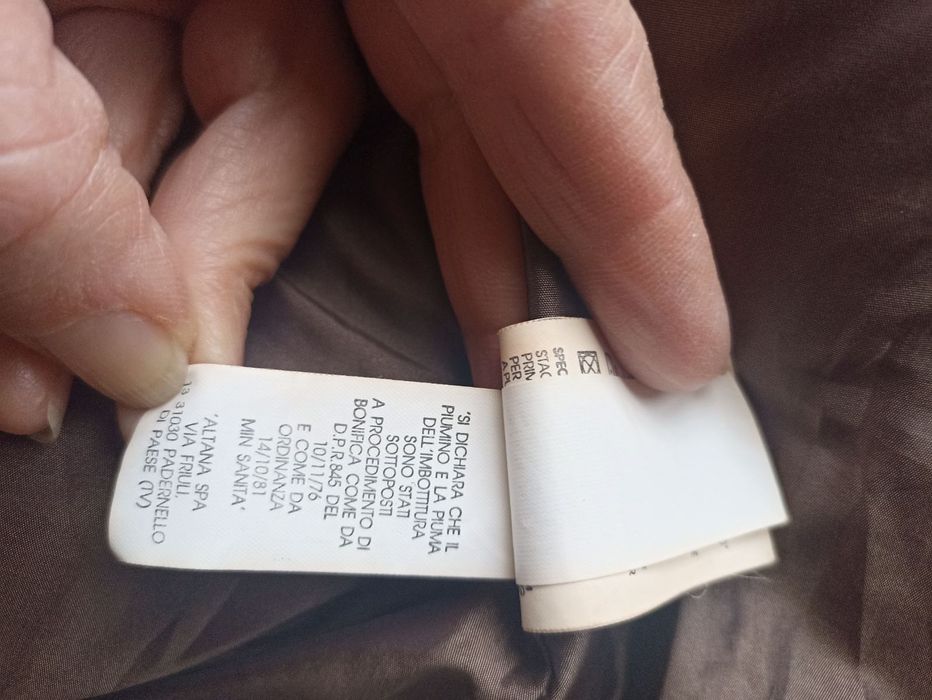 'SI DICHIARA CHE IL
PIUMINO E LA PIUMA
DELL'IMBOTTITURA
SONO STATI
SOTTOPOSTI
A PROCEDIMENTO DI
BONIFICA COME DA
D.P.R.845 DEL
10/11/76
E COME DA
ORDINANZA
14/10/81
MIN SANITA'
'ALTANA SPA
VIA FRIULI,
31030 PADERNELLO
DI PAESE (TV)
SPEC
STAC
PRIN
PER